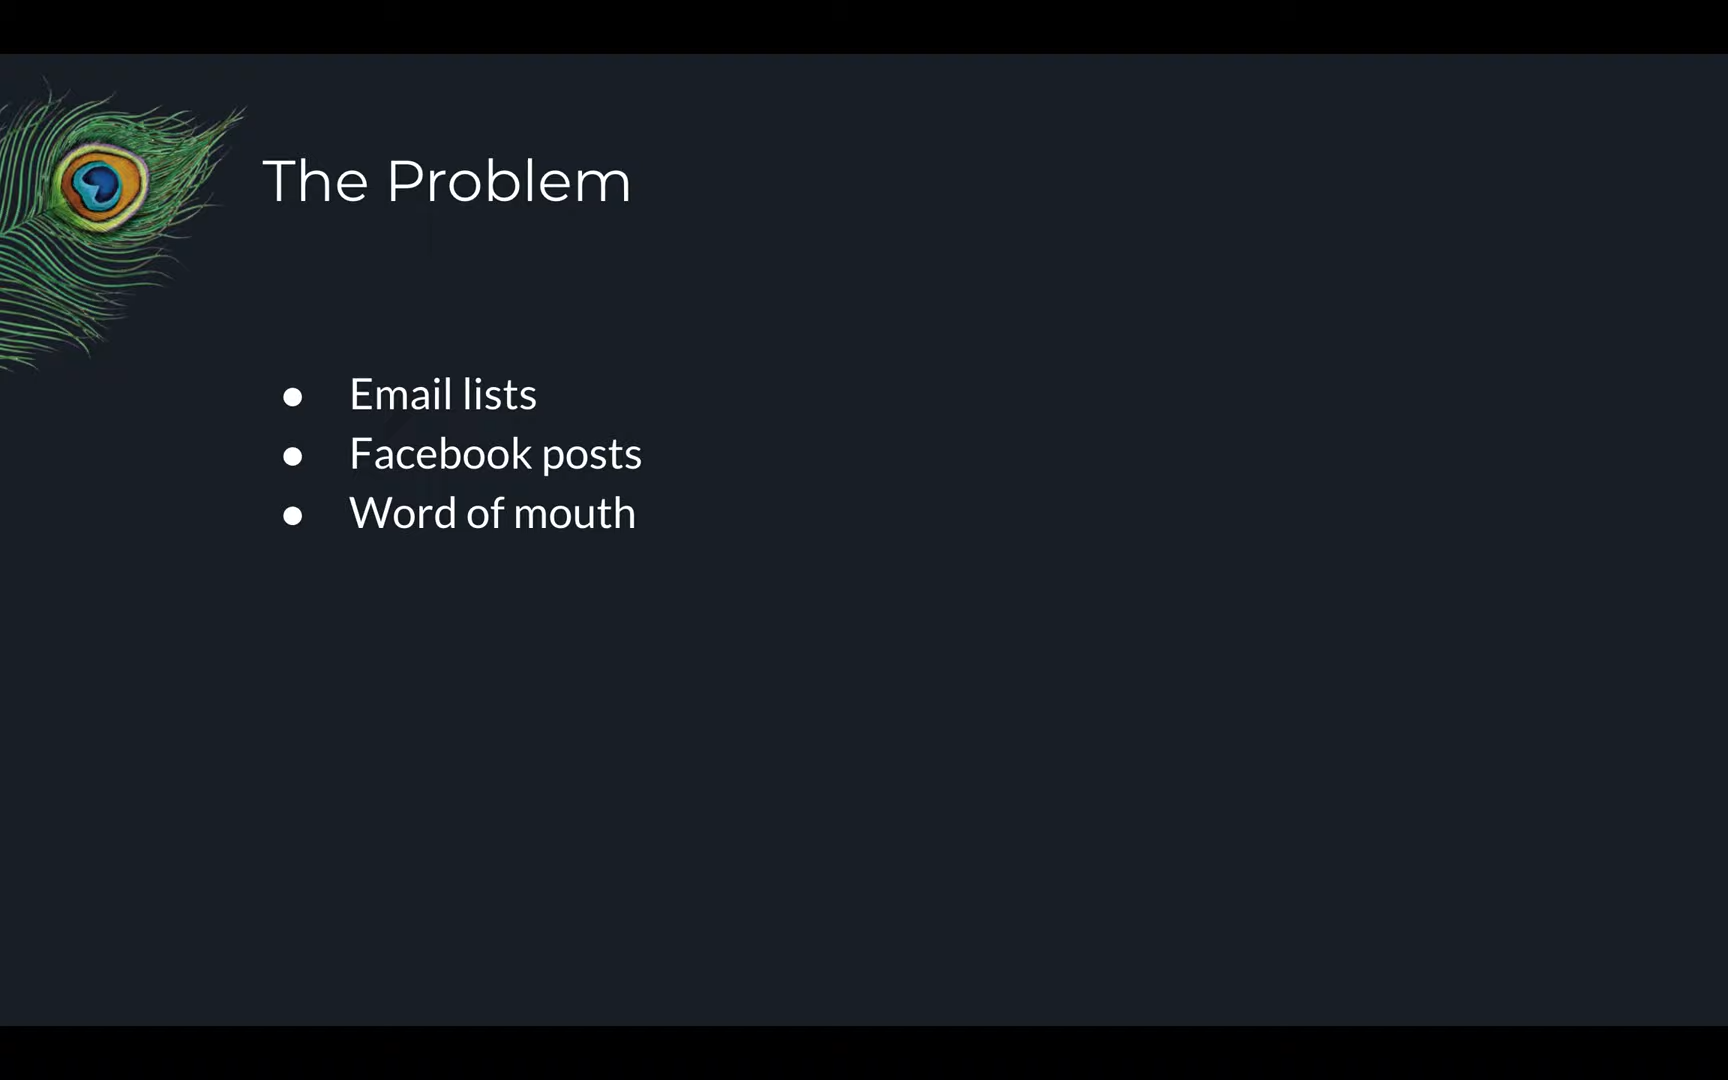 The Problem
● Email lists
● Facebook posts
● Word of mouth